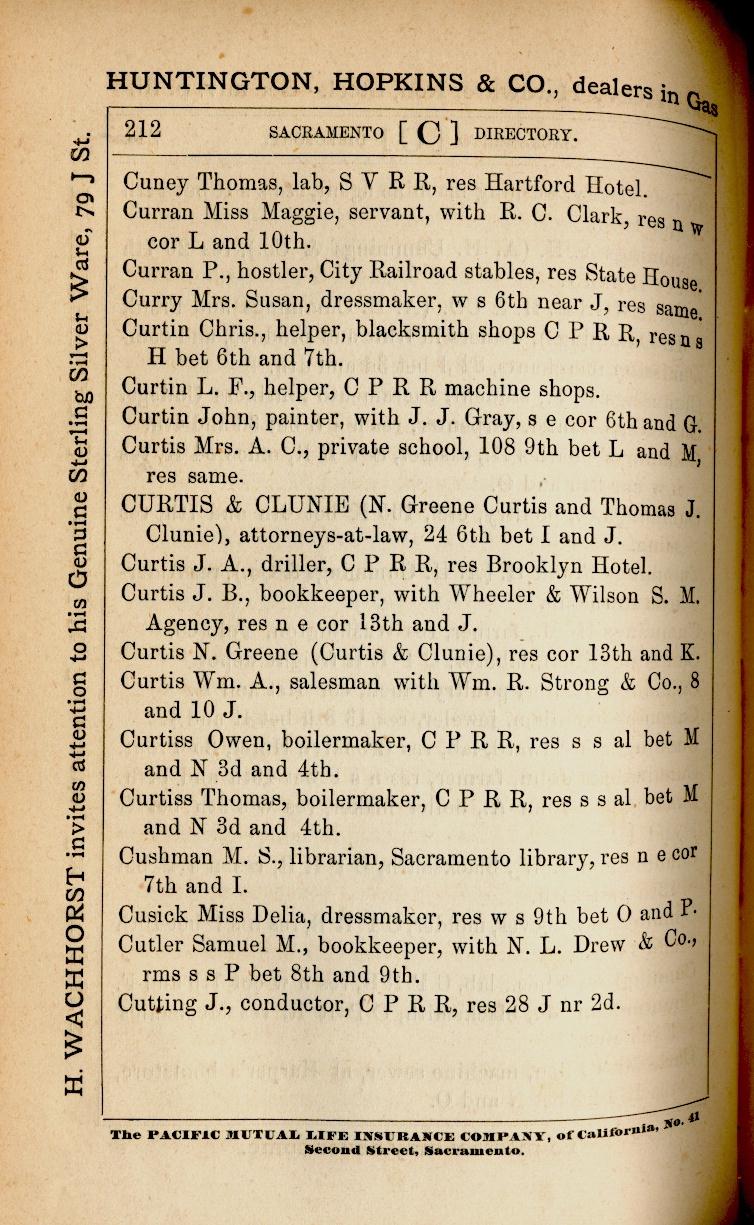 HUNTINGTON, HOPKINS & CO., dealers in Gas
212 SACRAMENTO [ C ] DIRECTORY.
Cuney Thomas, lab, S V R R, res Hartford Hotel.
Curran Miss Maggie, servant, with R. C. Clark, res n w
cor L and 10th.
Curran P., hostler, City Railroad stables, res State House.
Curry Mrs. Susan, dressmaker, w s 6th near J, res same.
Curtin Chris., helper, blacksmith shops C P R R, res n s
H bet 6th and 7th.
Curtin L. F., helper, C P R R machine shops.
Curtin John, painter, with J. J. Gray, s e cor 6th and G.
Curtis Mrs. A. C., private school, 108 9th bet L and M,
res same.
CURTIS & CLUNIE (N. Greene Curtis and Thomas J.
Clunie), attorneys-at-law, 24 6th bet I and J.
Curtis J. A., driller, C P R R, res Brooklyn Hotel.
Curtis J. B., bookkeeper, with Wheeler & Wilson S. M.
Agency, res n e cor 13th and J.
Curtis N. Greene (Curtis & Clunie), res cor 13th and K.
Curtis Wm. A., salesman with Wm. R. Strong & Co., 8
and 10 J.
Curtiss Owen, boilermaker, C P R R, res s s al bet M
and N 3d and 4th.
Curtiss Thomas, boilermaker, C P R R, res s s al bet M
and N 3d and 4th.
Cushman M. S., librarian, Sacramento library, res n e cor
7th and I.
Cusick Miss Delia, dressmaker, res w s 9th bet O and P.
Cutler Samuel M., bookkeeper, with N. L. Drew & Co.,
rms s s P bet 8th and 9th.
Cutting J., conductor, C P R R, res 28 J nr 2d.
The PACIFIC MUTUAL LIFE INSURANCE COMPANY, of California, No. 41
Second Street, Sacramento.
H. WACHHORST invites attention to his Genuine Sterling Silver Ware, 79 J St.